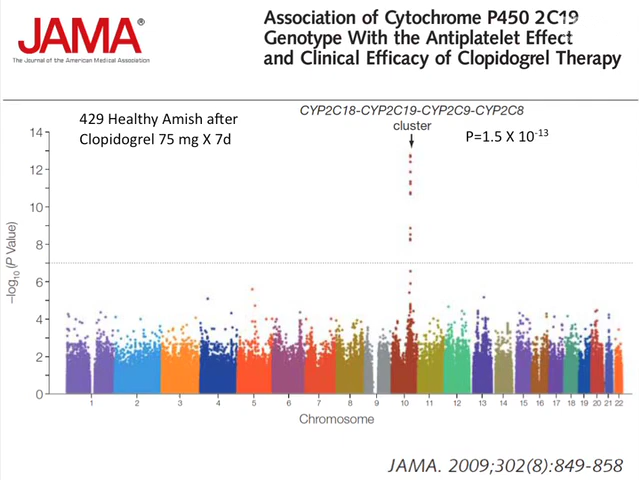 JAMA®
The Journal of the American Medical Association
Association of Cytochrome P450 2C19
Genotype With the Antiplatelet Effect
and Clinical Efficacy of Clopidogrel Therapy
429 Healthy Amish after
Clopidogrel 75 mg X 7d
CYP2C18-CYP2C19-CYP2C9-CYP2C8
cluster
P=1.5 X 10-13
–log10 (P Value)
14
12
10
8
6
4
2
0
1 2 3 4 5 6 7 8 9 10 11 12 13 14 15 16 17 18 19 20 21 22
Chromosome
JAMA. 2009;302(8):849-858